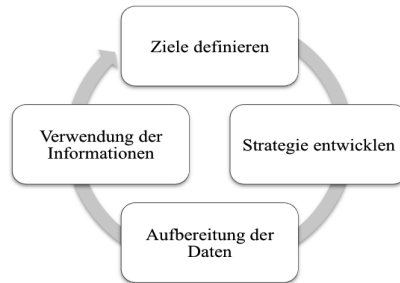 Ziele definieren
Strategie entwicklen
Aufbereitung der
Daten
Verwendung der
Informationen